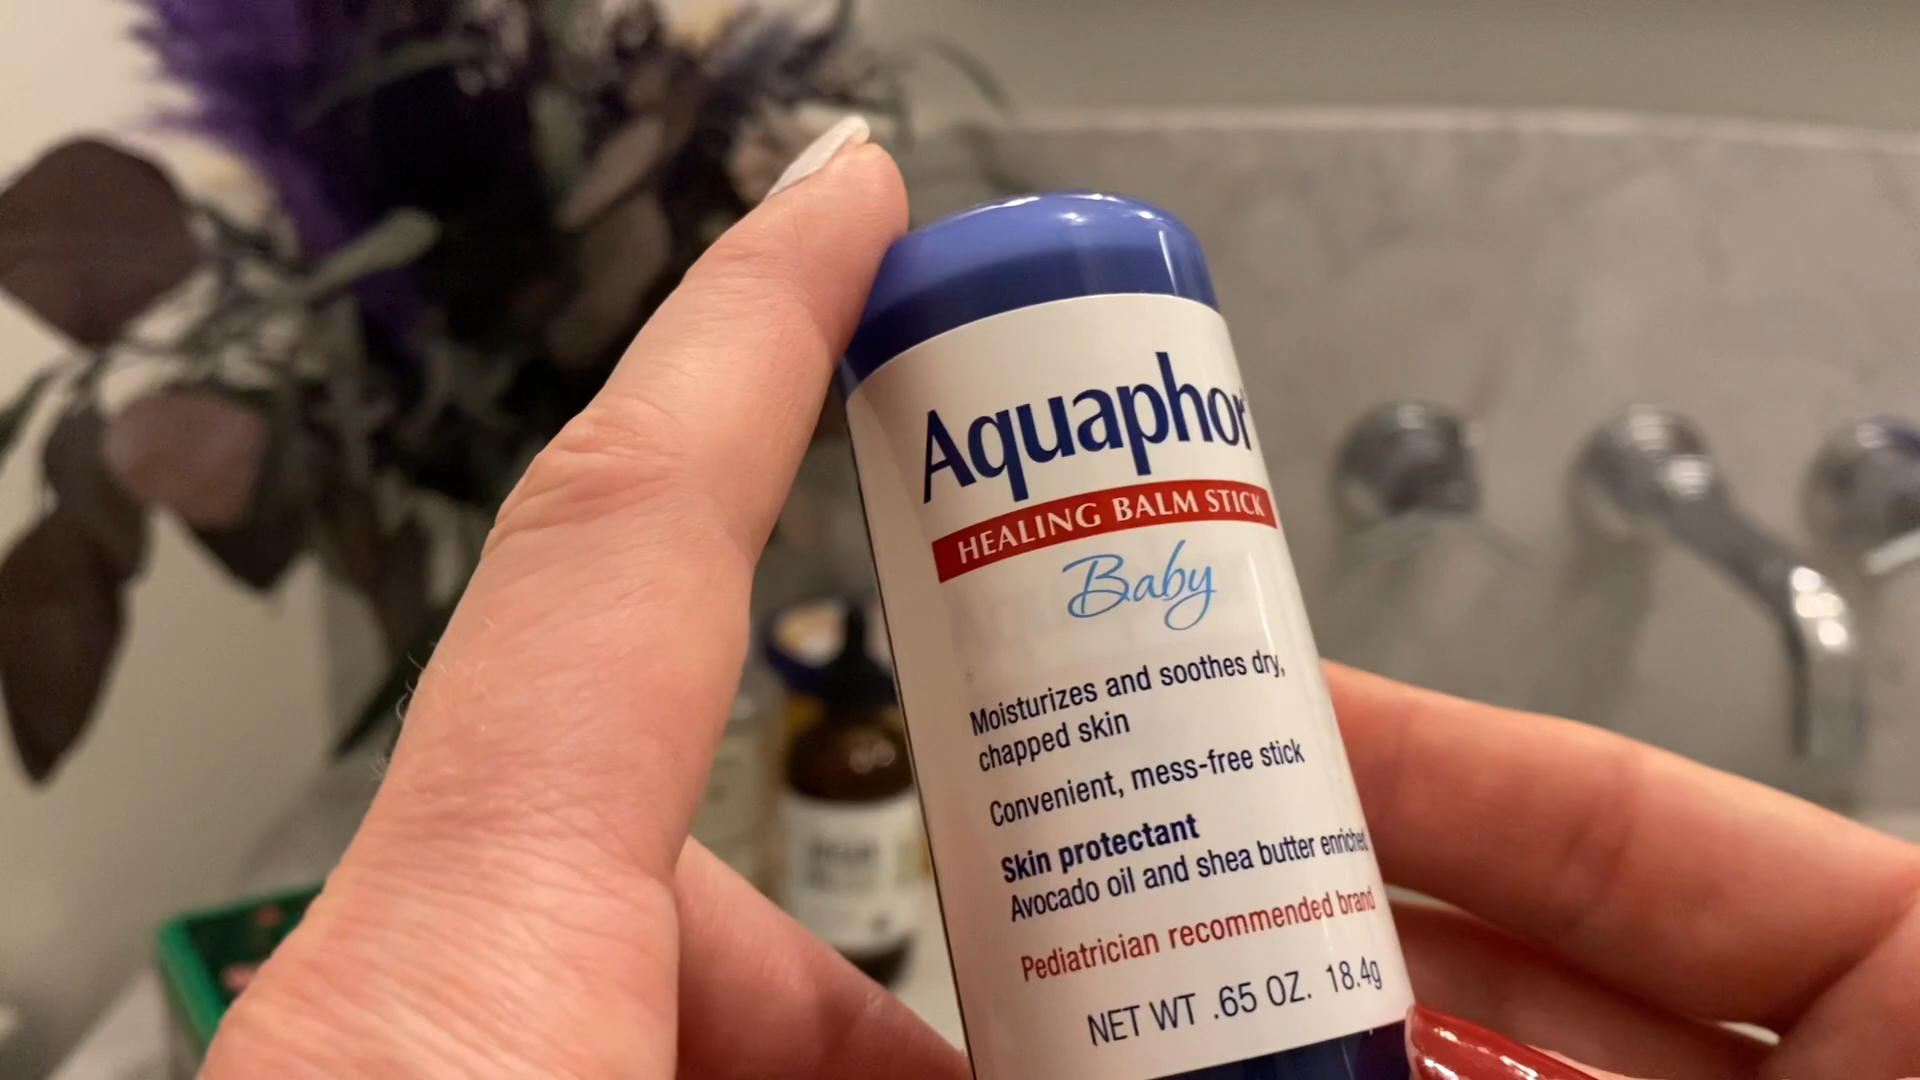 Aquaphor
HEALING BALM STICK
Baby
Moisturizes and soothes dry,
chapped skin
Convenient, mess-free stick
Skin protectant
Avocado oil and shea butter enriched
Pediatrician recommended brand
NET WT .65 OZ. 18.4g